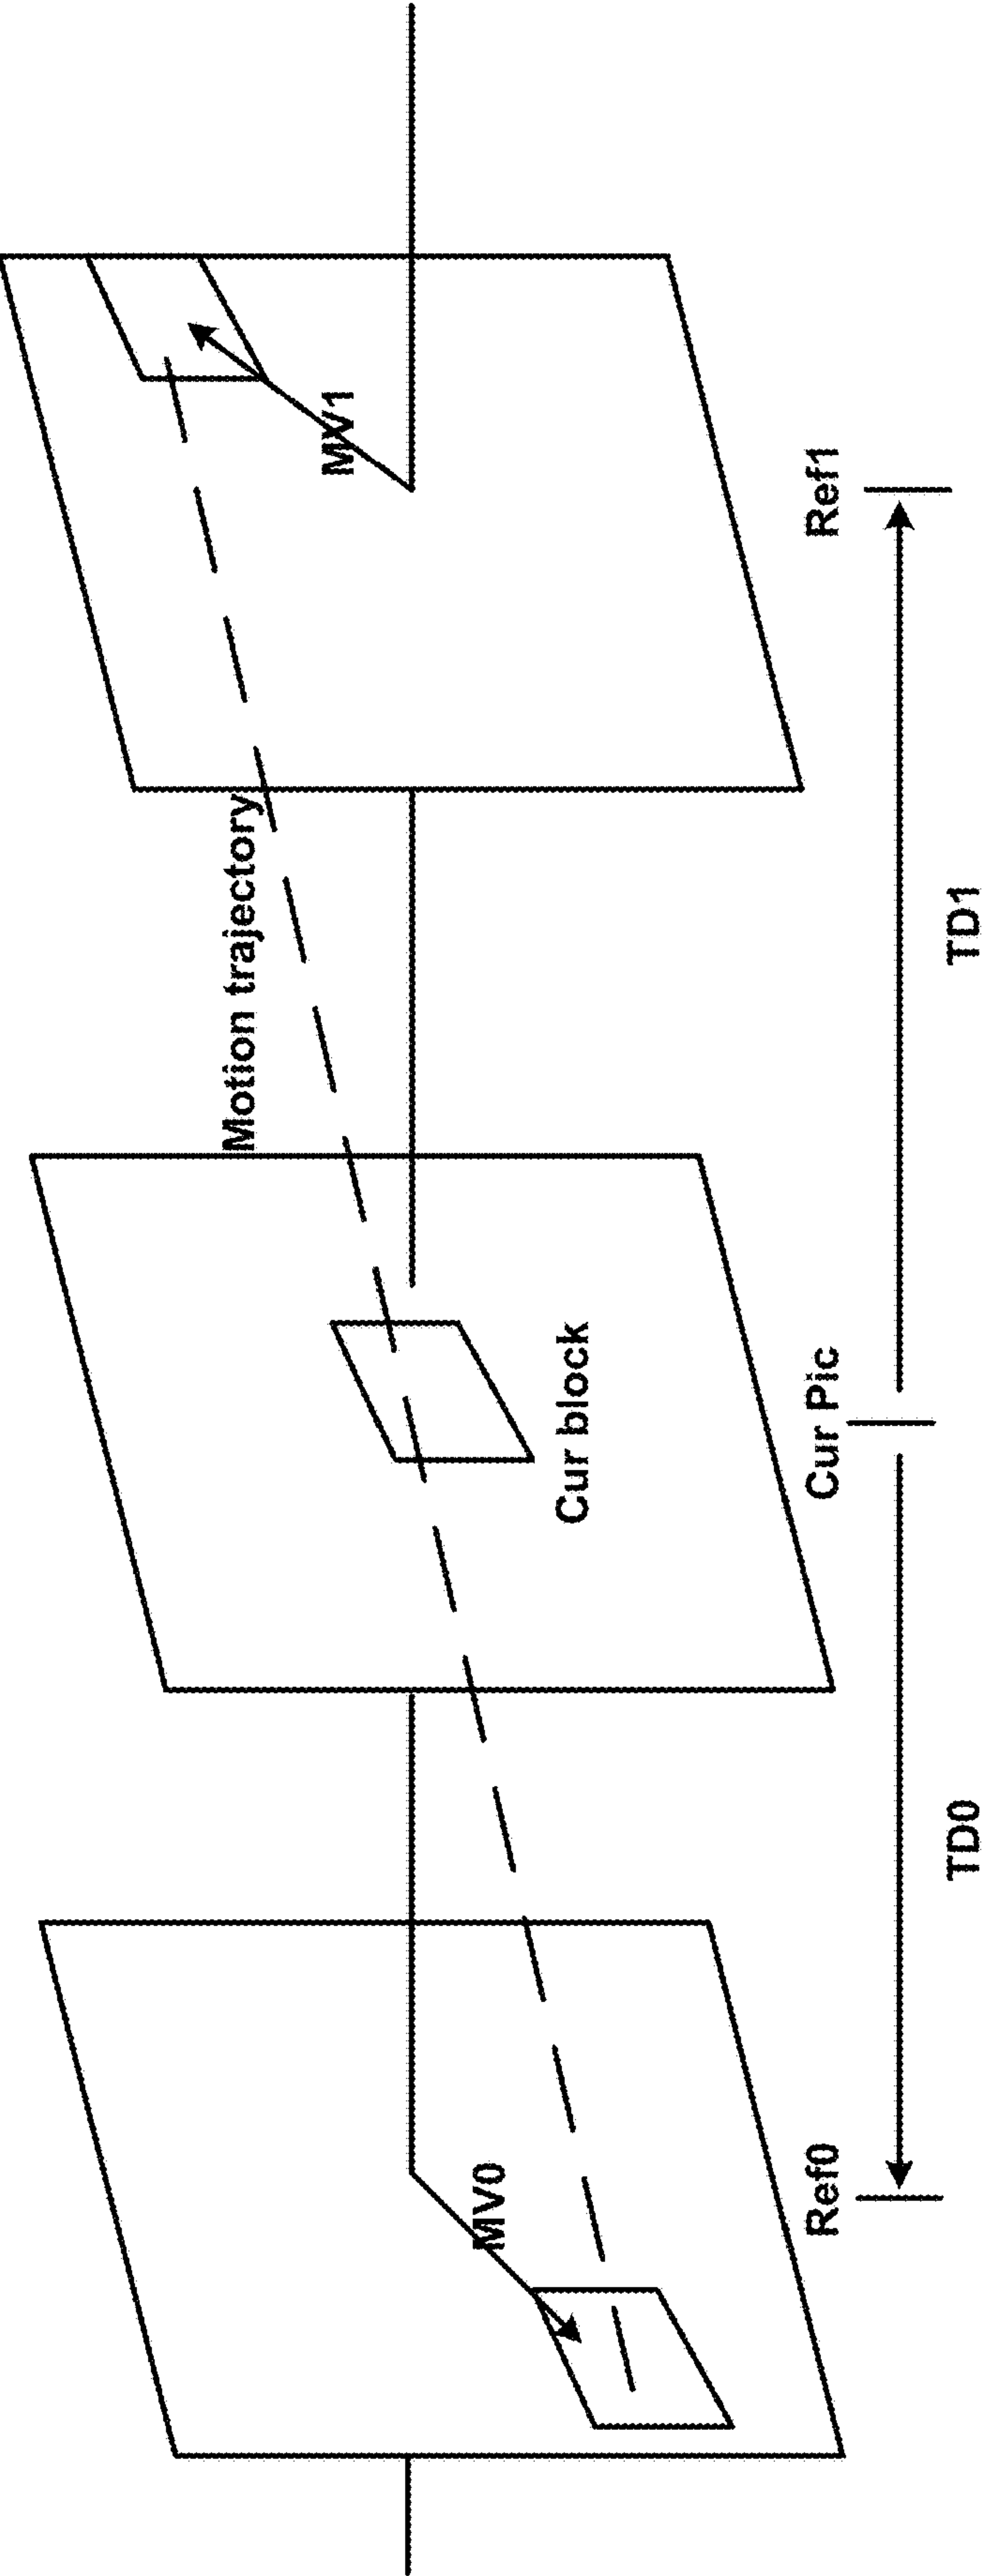 Motion trajectory
MV0
MV1
Cur block
Ref0
Cur Pic
Ref1
TD0
TD1